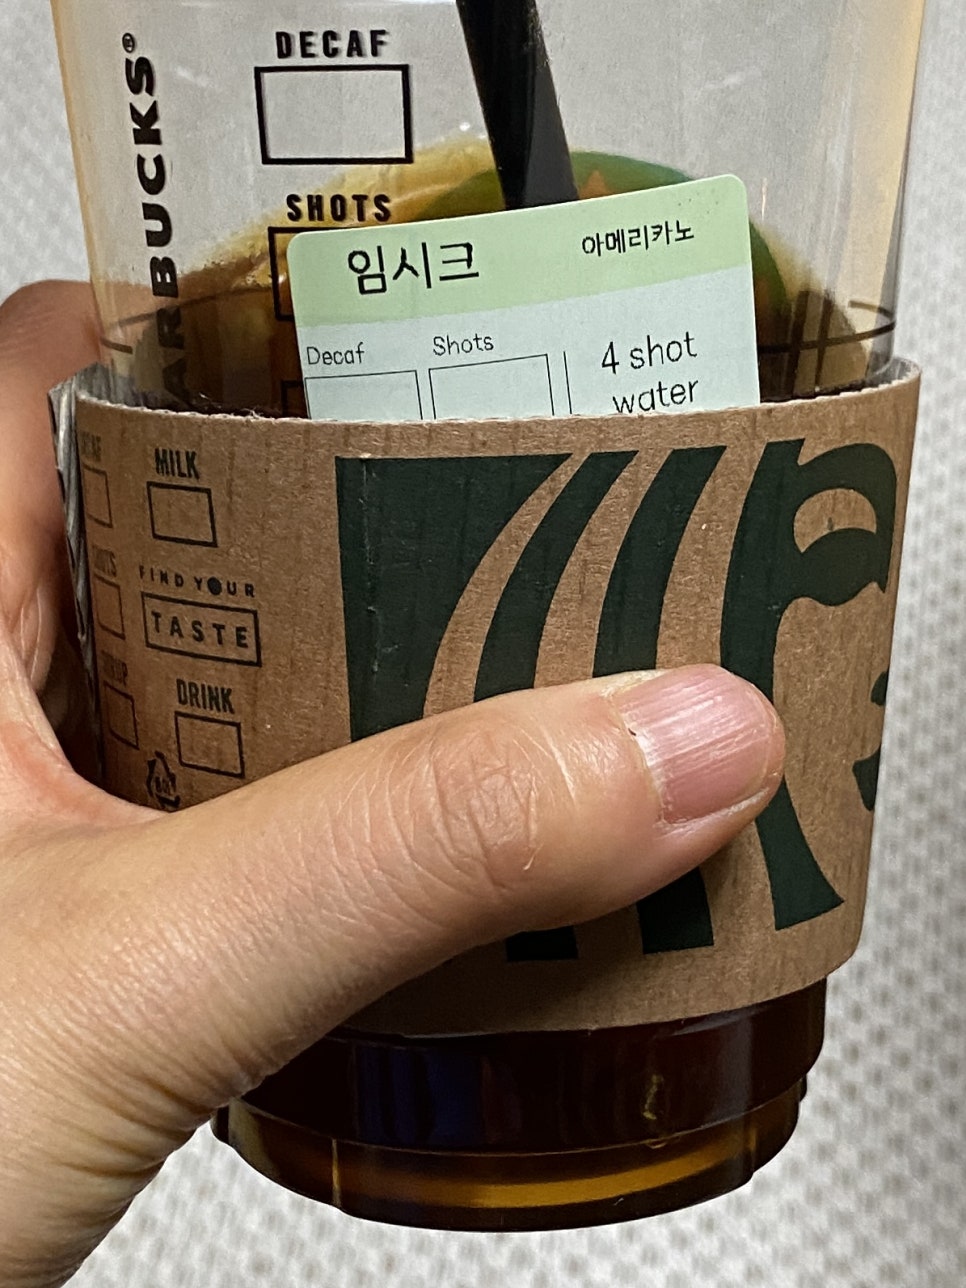 DECAF
STARBUCKS®
SHOTS
임시크
아메리카노
Decaf
Shots
4 shot
water
MILK
FIND YOUR
TASTE
DRINK